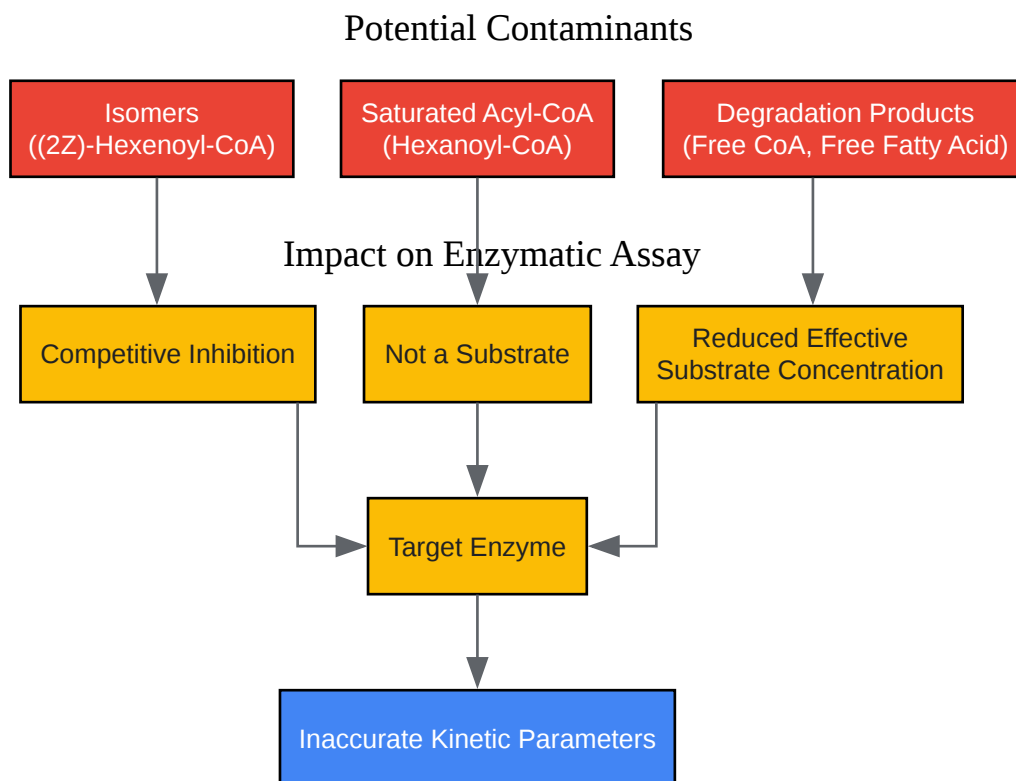 Potential Contaminants
Isomers
((2Z)-Hexenoyl-CoA)
Saturated Acyl-CoA
(Hexanoyl-CoA)
Degradation Products
(Free CoA, Free Fatty Acid)
Impact on Enzymatic Assay
Competitive Inhibition
Not a Substrate
Reduced Effective
Substrate Concentration
Target Enzyme
Inaccurate Kinetic Parameters